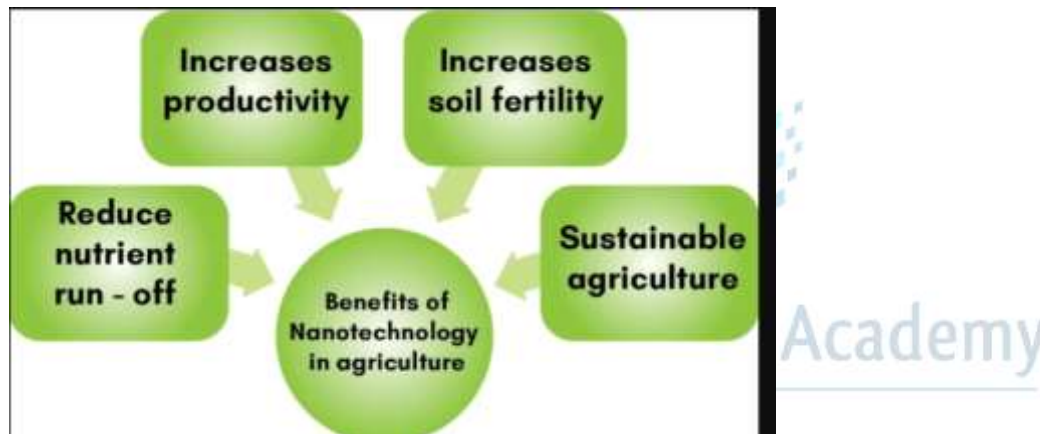 Increases
productivity
Increases
soil fertility
Reduce
nutrient
run - off
Sustainable
agriculture
Benefits of
Nanotechnology
in agriculture
Academy